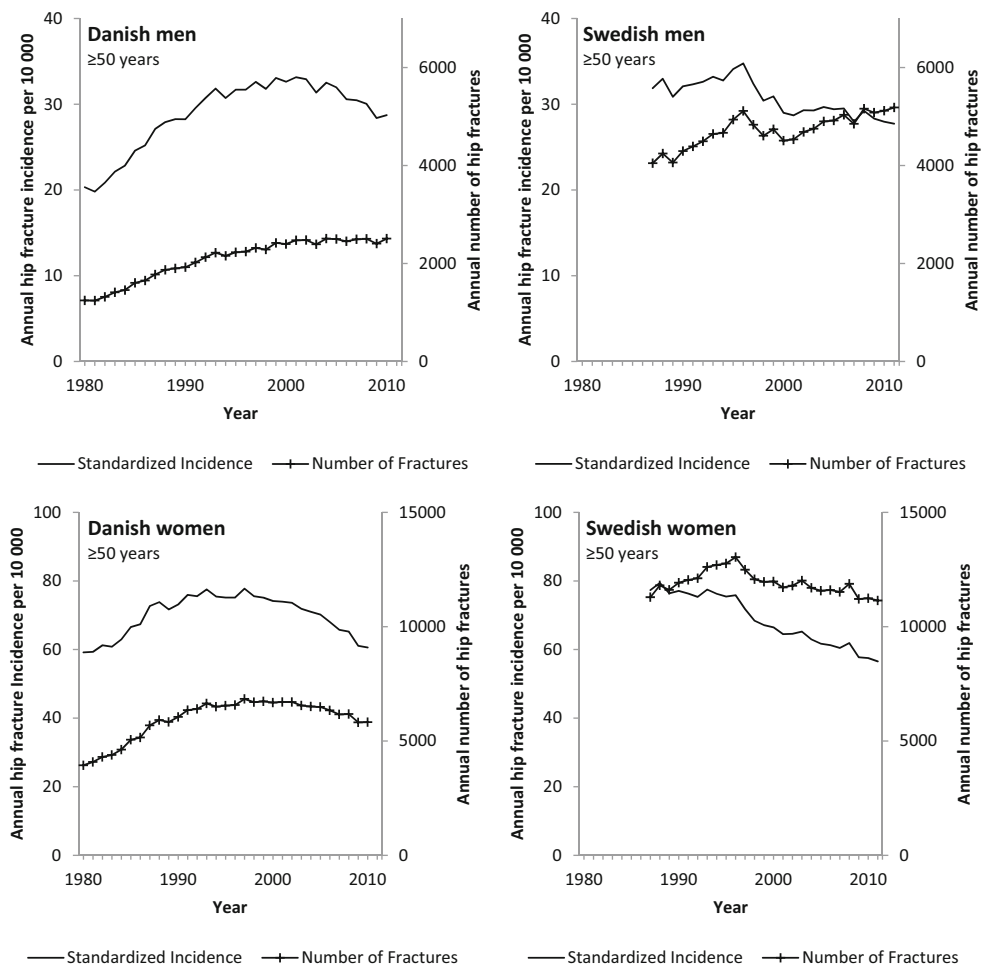 Danish men
≥50 years
Annual hip fracture incidence per 10 000
40
30
20
10
0
6000
4000
2000
0
Annual number of hip fractures
1980 1990 2000 2010
Year
Standardized Incidence Number of Fractures
Swedish men
≥50 years
Annual hip fracture incidence per 10 000
40
30
20
10
0
6000
4000
2000
0
Annual number of hip fractures
1980 1990 2000 2010
Year
Standardized Incidence Number of Fractures
Danish women
≥50 years
Annual hip fracture Incidence per 10 000
100
80
60
40
20
0
15000
10000
5000
0
Annual number of hip fractures
1980 1990 2000 2010
Year
Standardized Incidence Number of Fractures
Swedish women
≥50 years
Annual hip fracture incidence per 10 000
100
80
60
40
20
0
15000
10000
5000
0
Annual number of hip fractures
1980 1990 2000 2010
Year
Standardized Incidence Number of Fractures